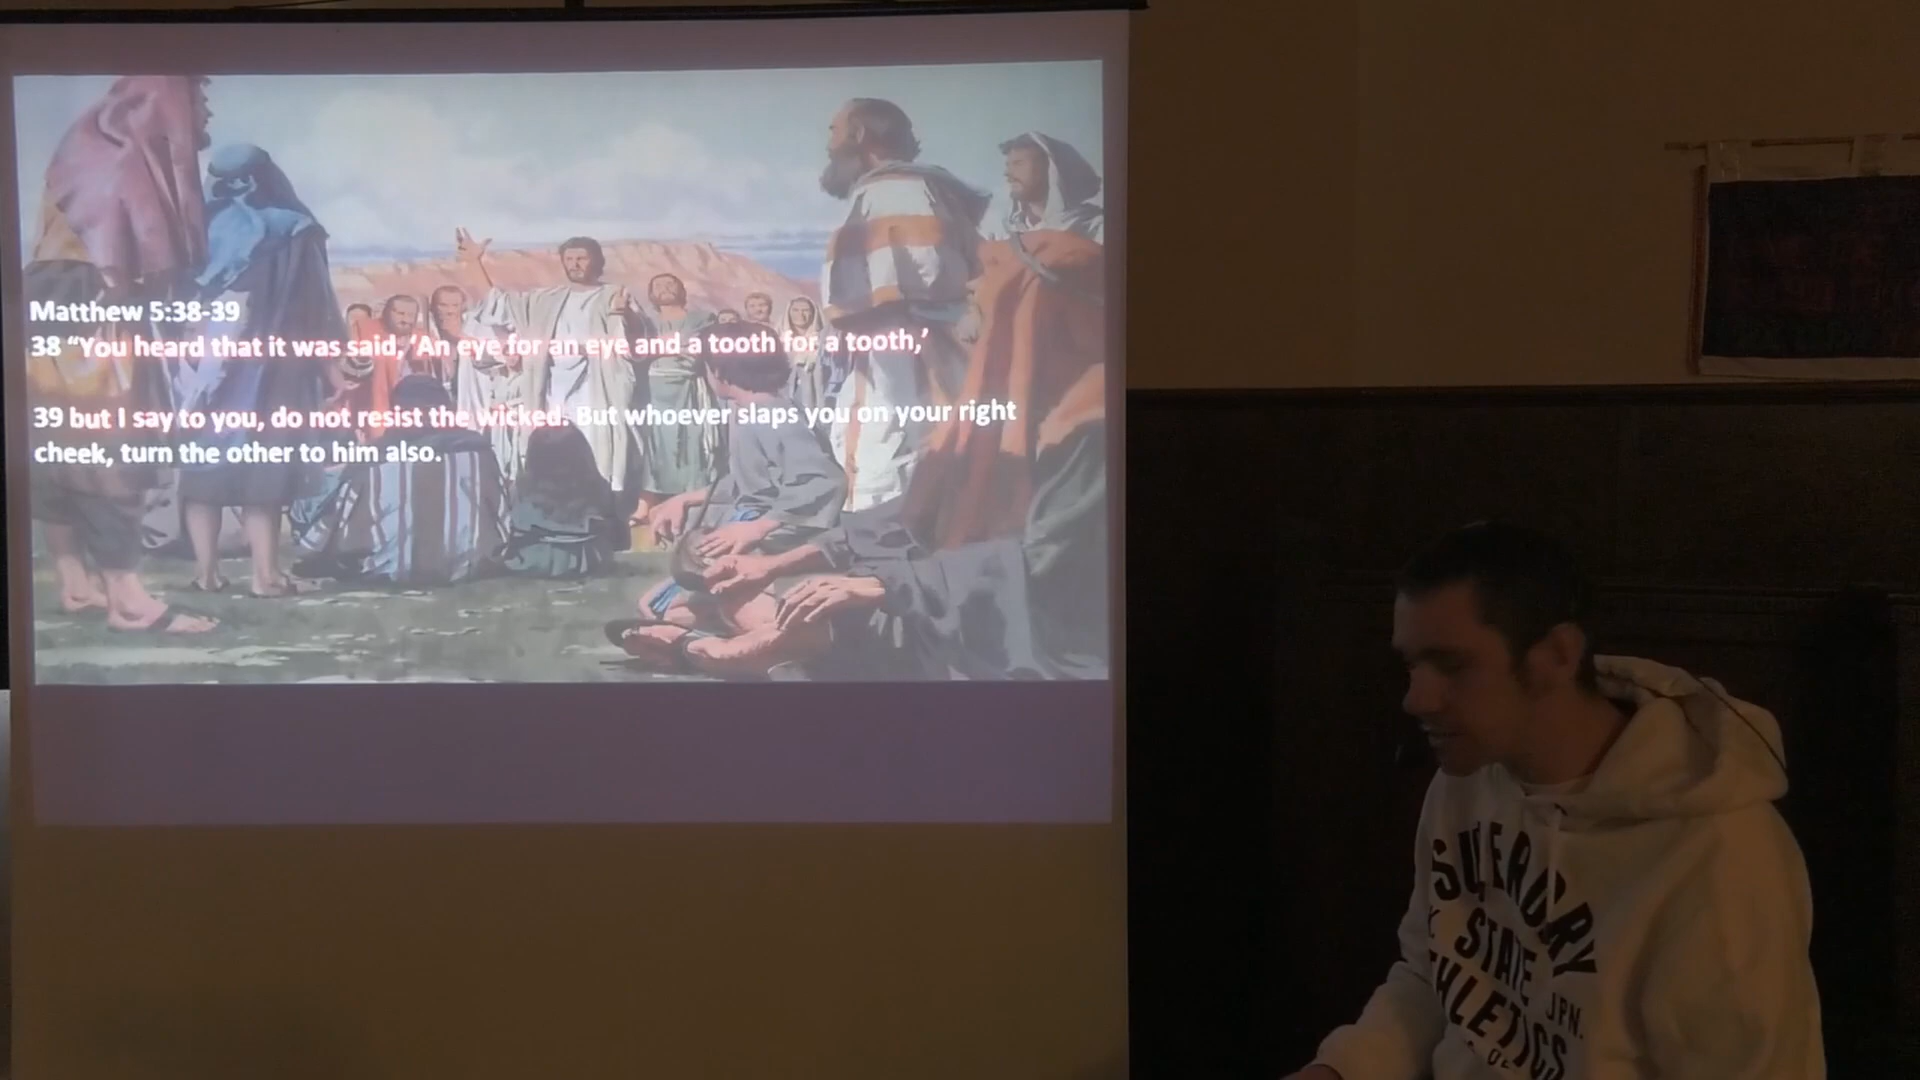 Matthew 5:38-39
38 “You heard that it was said, ‘An eye for an eye and a tooth for a tooth,’
39 but I say to you, do not resist the wicked. But whoever slaps you on your right
cheek, turn the other to him also.
SUPERDRY
STATE
ATHLETICS
JPN.